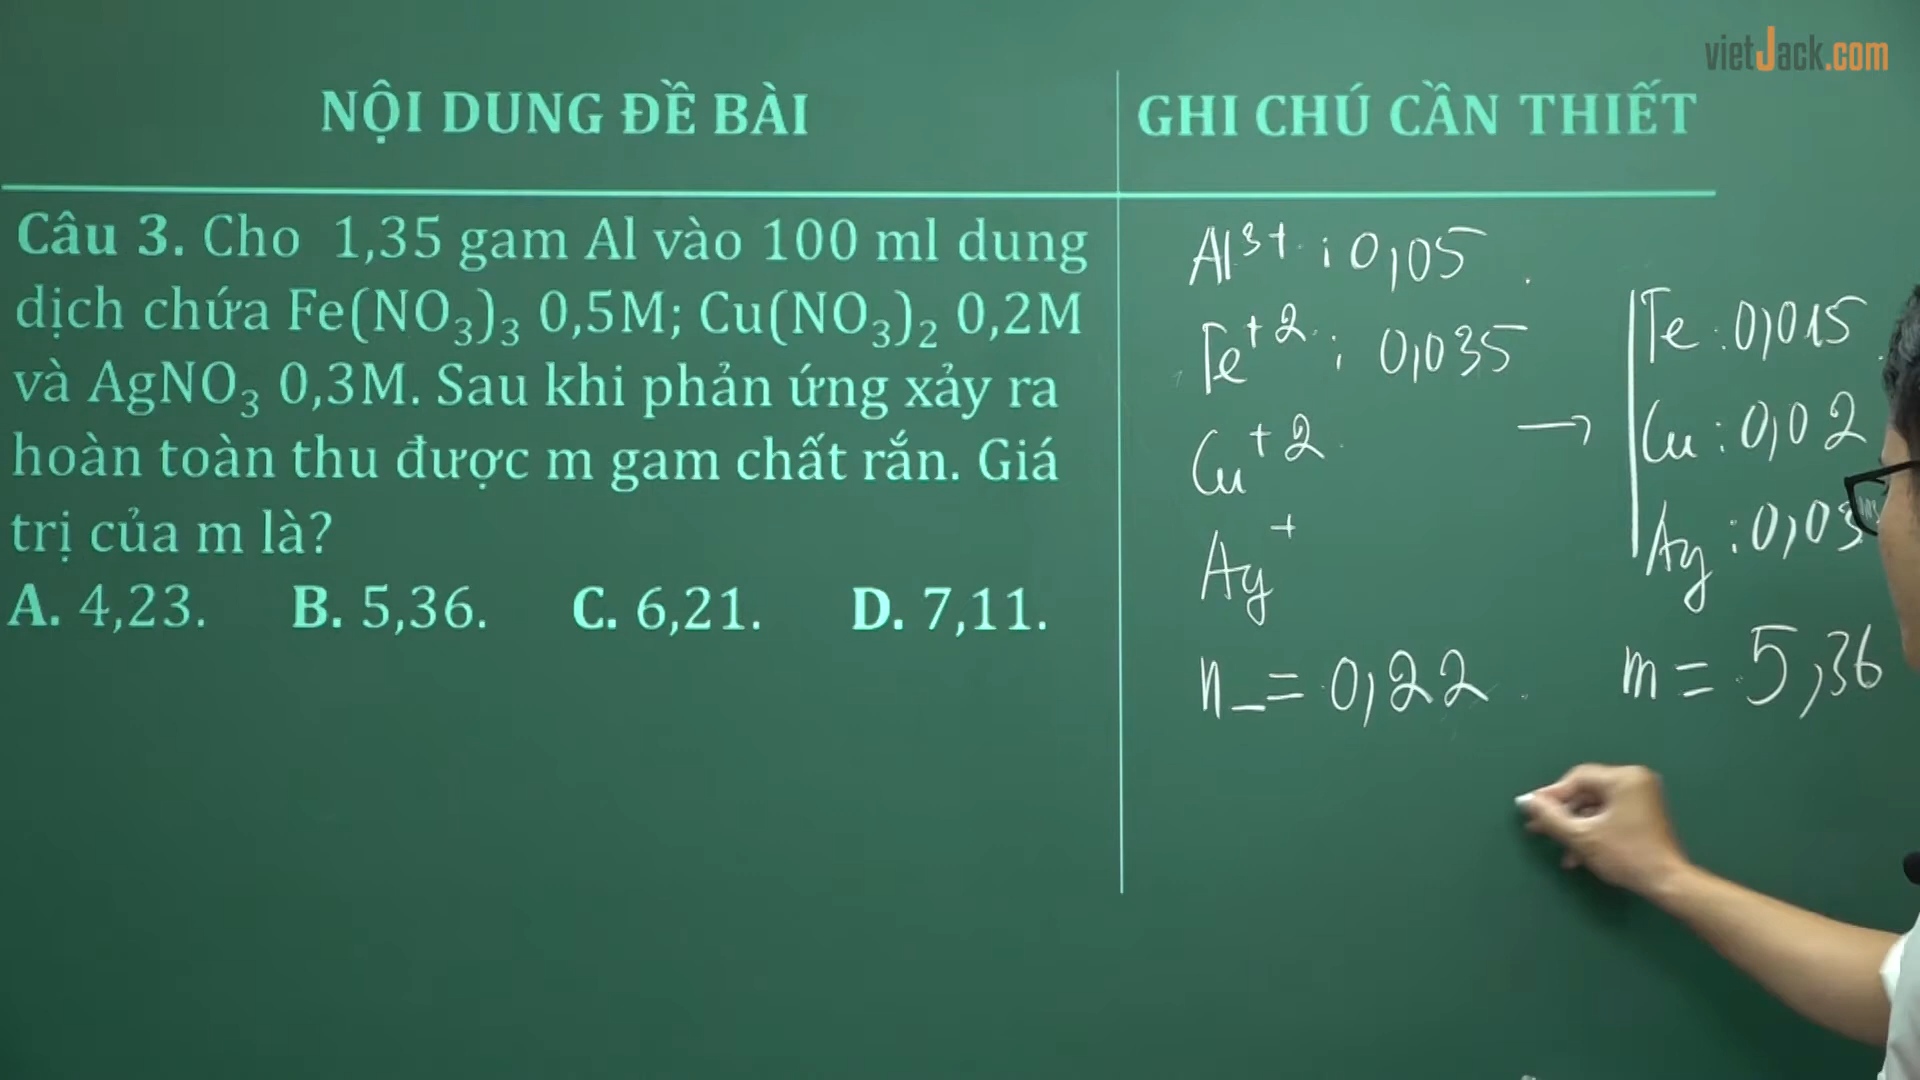 vietJack.com
NỘI DUNG ĐỀ BÀI
GHI CHÚ CẦN THIẾT
Câu 3. Cho 1,35 gam Al vào 100 ml dung
dịch chứa Fe(NO₃)₃ 0,5M; Cu(NO₃)₂ 0,2M
và AgNO₃ 0,3M. Sau khi phản ứng xảy ra
hoàn toàn thu được m gam chất rắn. Giá
trị của m là?
A. 4,23. B. 5,36. C. 6,21. D. 7,11.
Al³⁺ : 0,05
Fe⁺² : 0,035
Cu⁺²
Ag⁺
n₋ = 0,22
→
Fe : 0,015
Cu : 0,02
Ag : 0,03
m = 5,36